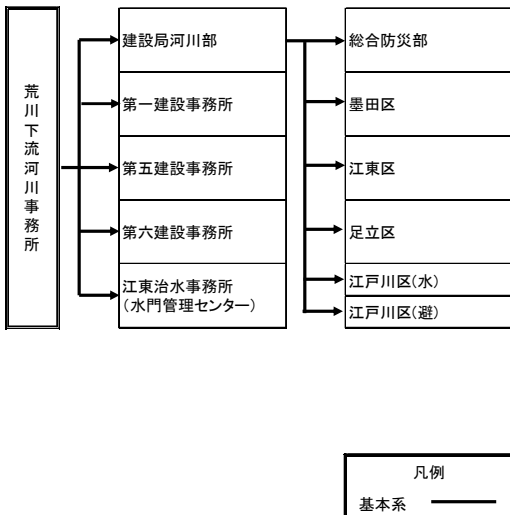 荒川下流河川事務所
建設局河川部
第一建設事務所
第五建設事務所
第六建設事務所
江東治水事務所
(水門管理センター)
総合防災部
墨田区
江東区
足立区
江戸川区(水)
江戸川区(避)
凡例
基本系